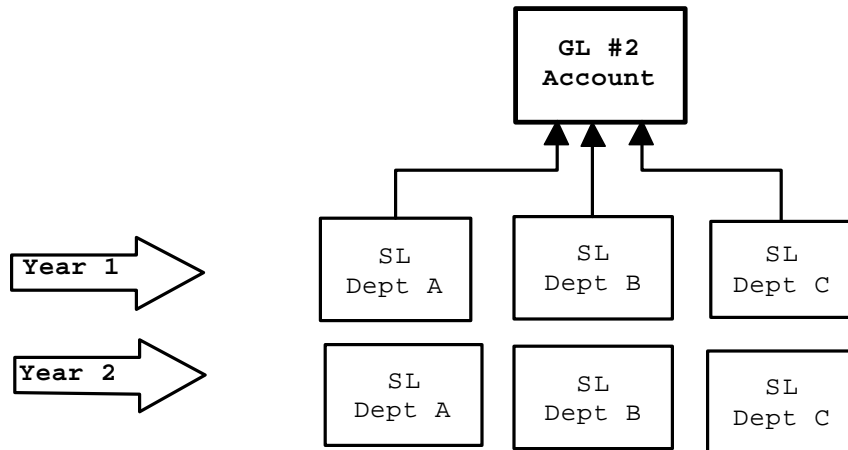 GL #2
Account
Year 1
SL
Dept A
SL
Dept B
SL
Dept C
Year 2
SL
Dept A
SL
Dept B
SL
Dept C